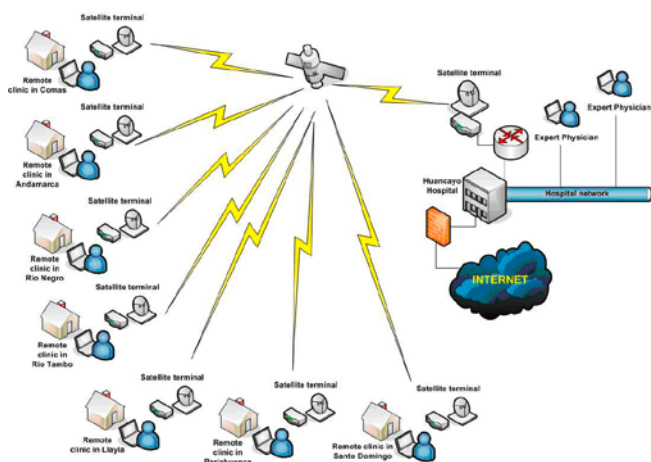 Satellite terminal
Remote
clinic in Comas
Satellite terminal
Remote
clinic in
Andamarca
Satellite terminal
Remote
clinic in
Rio Negro
Satellite terminal
Remote
clinic in
Rio Tambo
Satellite terminal
Remote
clinic in Llayla
Satellite terminal
Remote
clinic in
Satellite terminal
Remote clinic in
Santo Domingo
Satellite terminal
Expert Physician
Expert Physician
Huancayo
Hospital
Hospital network
INTERNET